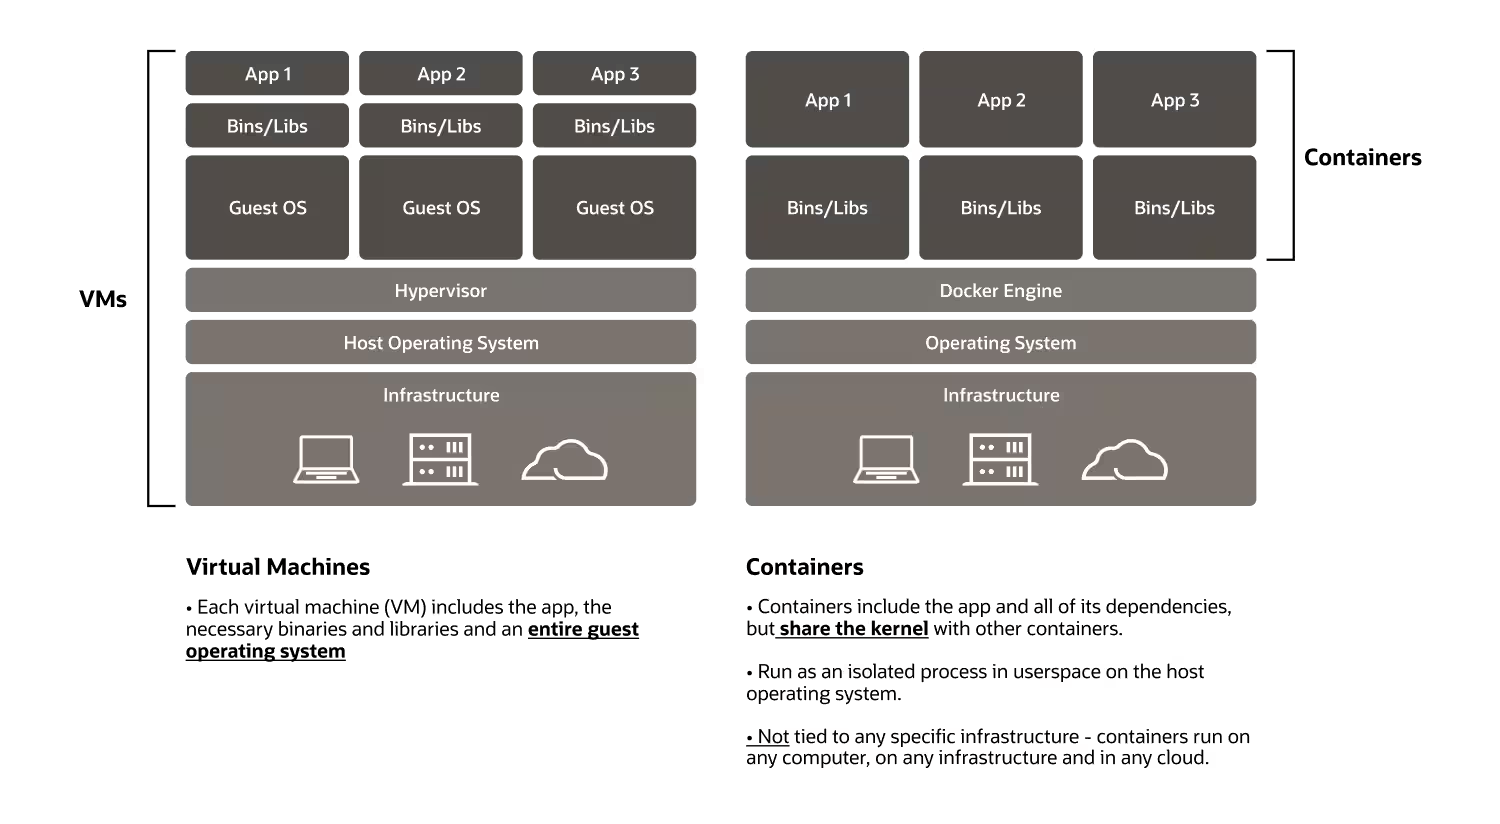 App 1
App 2
App 3
Bins/Libs
Bins/Libs
Bins/Libs
Guest OS
Guest OS
Guest OS
Hypervisor
Host Operating System
Infrastructure
VMs
App 1
App 2
App 3
Bins/Libs
Bins/Libs
Bins/Libs
Docker Engine
Operating System
Infrastructure
Containers
Virtual Machines
• Each virtual machine (VM) includes the app, the
necessary binaries and libraries and an entire guest
operating system
Containers
• Containers include the app and all of its dependencies,
but share the kernel with other containers.
• Run as an isolated process in userspace on the host
operating system.
• Not tied to any specific infrastructure - containers run on
any computer, on any infrastructure and in any cloud.